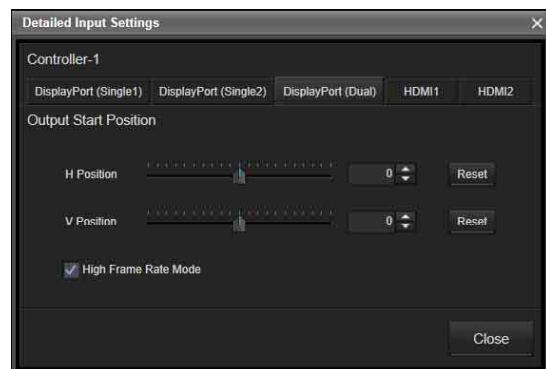 Detailed Input Settings
Controller-1
DisplayPort (Single1) DisplayPort (Single2) DisplayPort (Dual) HDMI1 HDMI2
Output Start Position
H Position 0 Reset
V Position 0 Reset
High Frame Rate Mode
Close